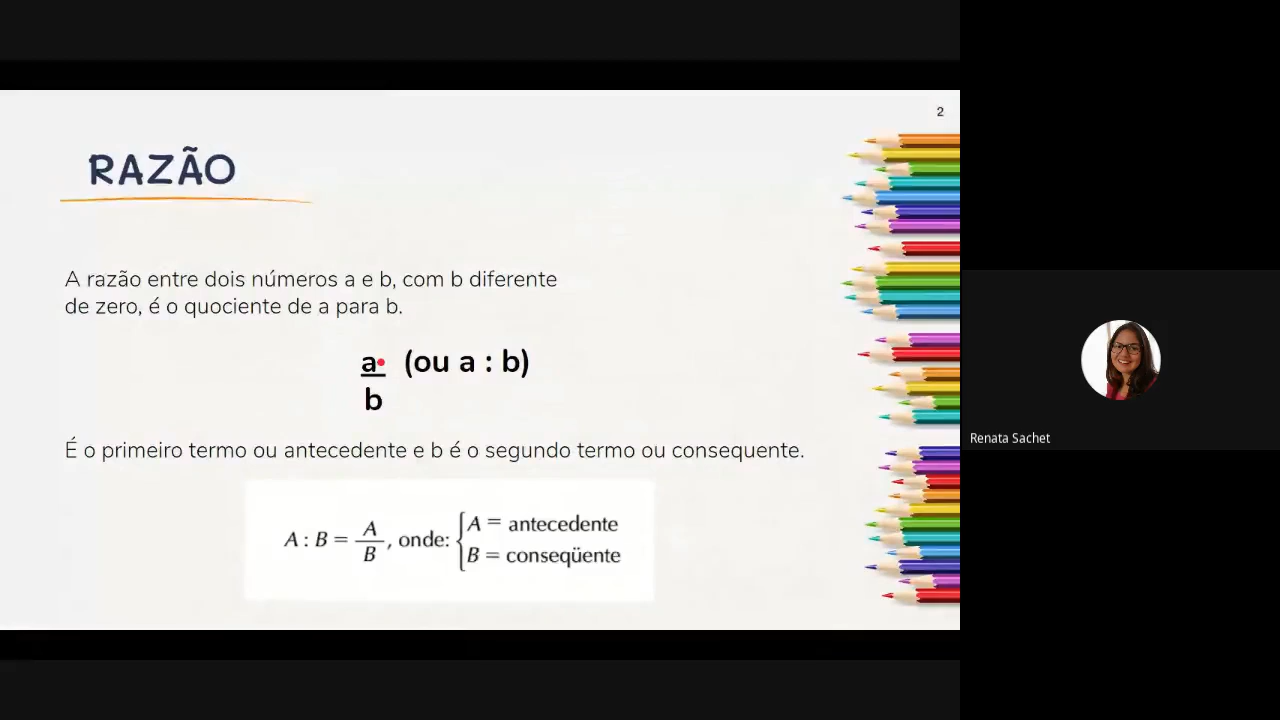 2
RAZÃO
A razão entre dois números a e b, com b diferente
de zero, é o quociente de a para b.
a (ou a : b)
b
É o primeiro termo ou antecedente e b é o segundo termo ou consequente.
A : B = A/B , onde: { A = antecedente
B = conseqüente
Renata Sachet